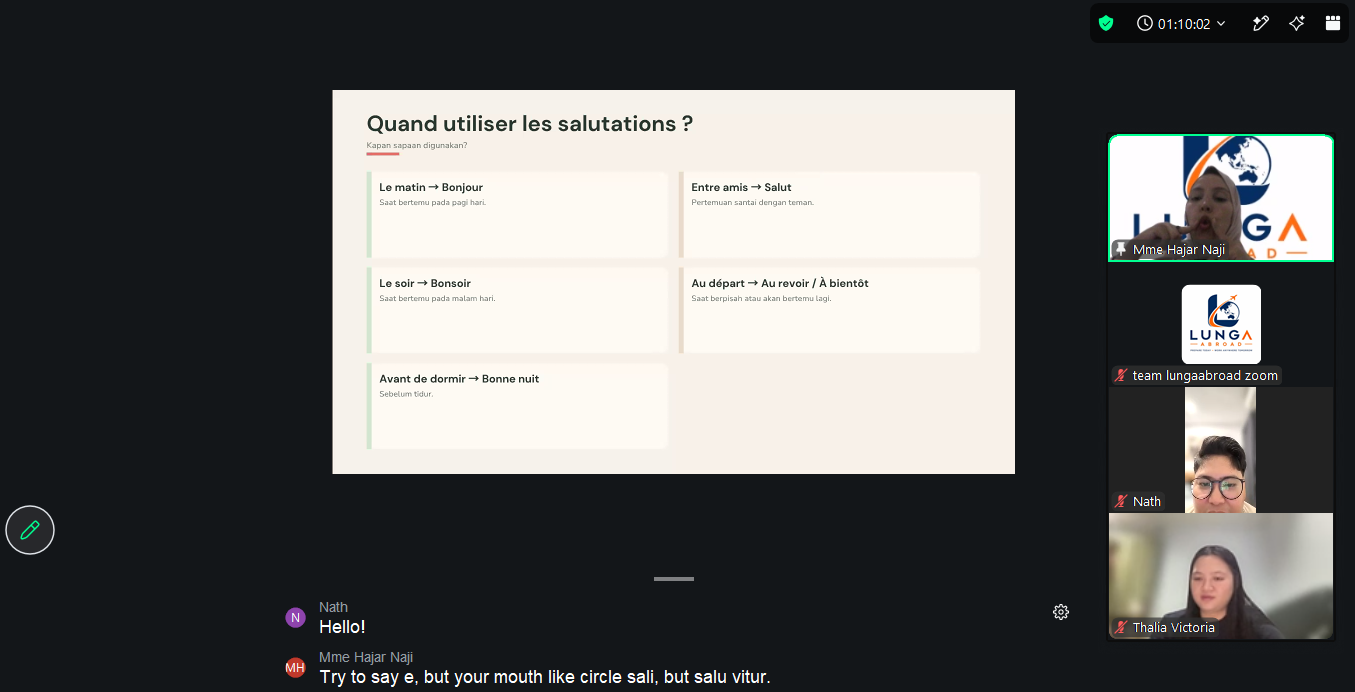 01:10:02
Quand utiliser les salutations ?
Kapan sapaan digunakan?
Le matin → Bonjour
Saat bertemu pada pagi hari.
Entre amis → Salut
Pertemuan santai dengan teman.
Le soir → Bonsoir
Saat bertemu pada malam hari.
Au départ → Au revoir / À bientôt
Saat berpisah atau akan bertemu lagi.
Avant de dormir → Bonne nuit
Sebelum tidur.
Mme Hajar Naji
LUNGA
ABROAD
team lungaabroad zoom
Nath
Thalia Victoria
N
Nath
Hello!
MH
Mme Hajar Naji
Try to say e, but your mouth like circle sali, but salu vitur.